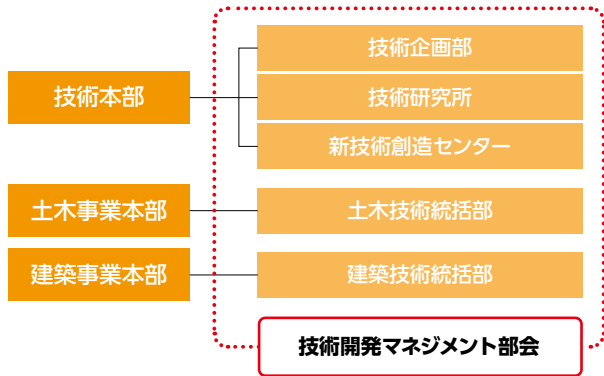 技術企画部
技術本部
技術研究所
新技術創造センター
土木事業本部
土木技術統括部
建築事業本部
建築技術統括部
技術開発マネジメント部会